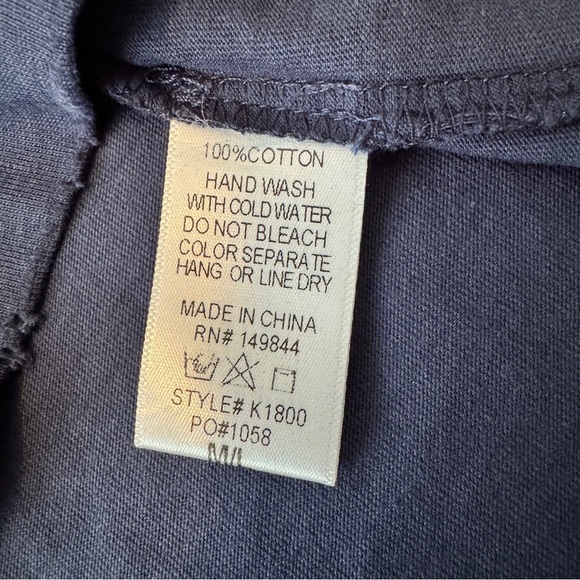 100%COTTON
HAND WASH
WITH COLD WATER
DO NOT BLEACH
COLOR SEPARATE
HANG OR LINE DRY
MADE IN CHINA
RN# 149844
STYLE# K1800
PO#1058